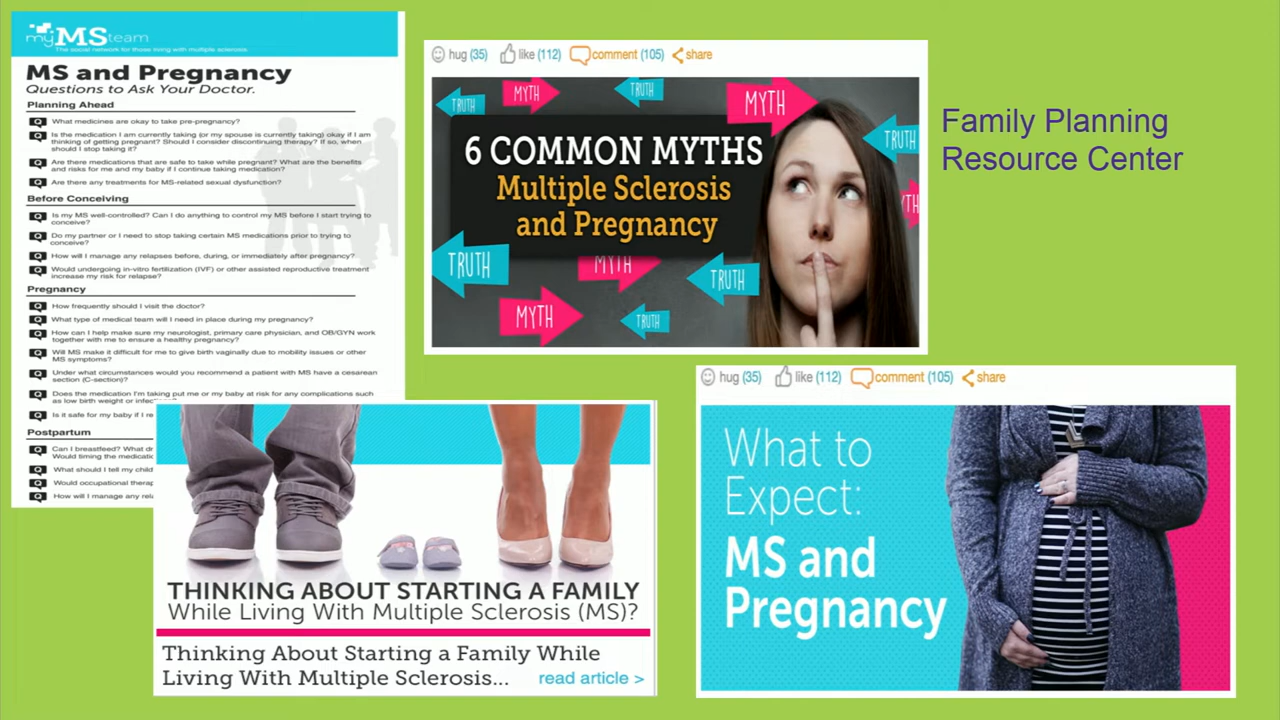 myMSteam
The social network for those living with multiple sclerosis.
MS and Pregnancy
Questions to Ask Your Doctor.
Planning Ahead
Q What medicines are okay to take pre-pregnancy?
Q Is the medication I am currently taking (or my spouse is currently taking) okay if I am
thinking of getting pregnant? Should I consider discontinuing therapy? If so, when
should I stop taking it?
Q Are there medications that are safe to take while pregnant? What are the benefits
and risks for me and my baby if I continue taking medication?
Q Are there any treatments for MS-related sexual dysfunction?
Before Conceiving
Q Is my MS well-controlled? Can I do anything to control my MS before I start trying to
conceive?
Q Do my partner or I need to stop taking certain MS medications prior to trying to
conceive?
Q How will I manage any relapses before, during, or immediately after pregnancy?
Q Would undergoing in-vitro fertilization (IVF) or other assisted reproductive treatment
increase my risk for relapse?
Pregnancy
Q How frequently should I visit the doctor?
Q What type of medical team will I need in place during my pregnancy?
Q How can I help make sure my neurologist, primary care physician, and OB/GYN work
together with me to ensure a healthy pregnancy?
Q Will MS make it difficult for me to give birth vaginally due to mobility issues or other
MS symptoms?
Q Under what circumstances would you recommend a patient with MS have a cesarean
section (C-section)?
Q Does the medication I'm taking put me or my baby at risk for any complications such
as low birth weight or infec
Q Is it safe for my baby if I re
Postpartum
Q Can I breastfeed? What dr
Would timing the medicatio
Q What should I tell my child
Q Would occupational therap
Q How will I manage any rela
hug (35) like (112) comment (105) share
TRUTH MYTH TRUTH MYTH
TRUTH
6 COMMON MYTHS
Multiple Sclerosis
and Pregnancy
MYTH
TRUTH MYTH TRUTH
MYTH TRUTH
Family Planning
Resource Center
THINKING ABOUT STARTING A FAMILY
While Living With Multiple Sclerosis (MS)?
Thinking About Starting a Family While
Living With Multiple Sclerosis... read article >
hug (35) like (112) comment (105) share
What to
Expect:
MS and
Pregnancy